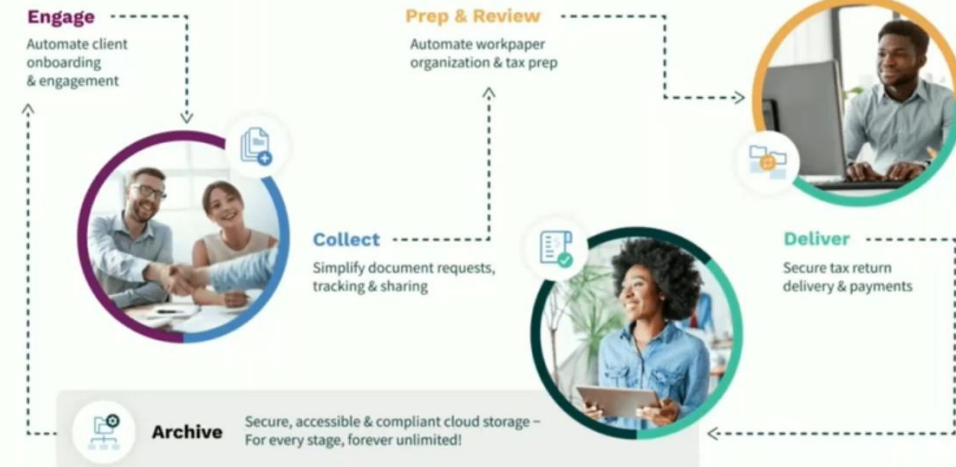 Engage
Automate client
onboarding
& engagement
Prep & Review
Automate workpaper
organization & tax prep
Collect
Simplify document requests,
tracking & sharing
Deliver
Secure tax return
delivery & payments
Archive
Secure, accessible & compliant cloud storage –
For every stage, forever unlimited!